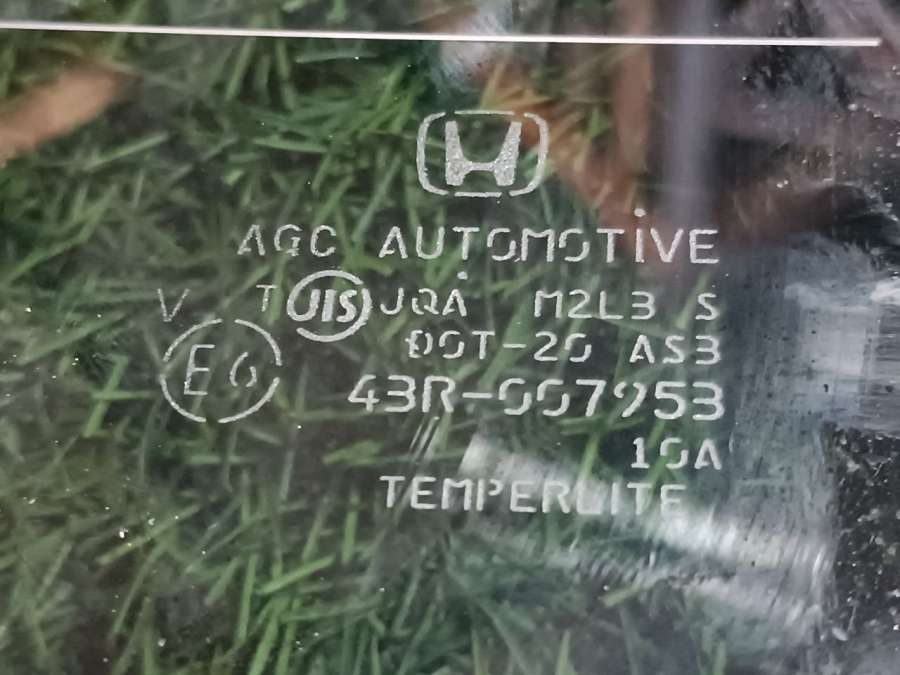 AGC AUTOMOTIVE
V T JIS JQA M2L3 S
DOT-20 AS3
E6
43R-007953
10A
TEMPERLITE